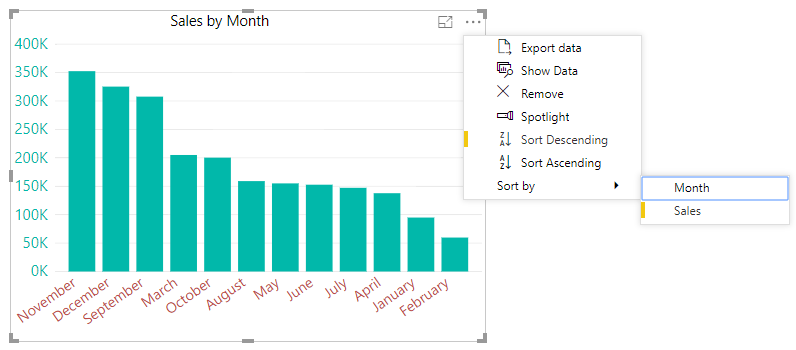 Sales by Month
400K
350K
300K
250K
200K
150K
100K
50K
0K
November
December
September
March
October
August
May
June
July
April
January
February
Export data
Show Data
Remove
Spotlight
Z
A
Sort Descending
A
Z
Sort Ascending
Sort by
Month
Sales